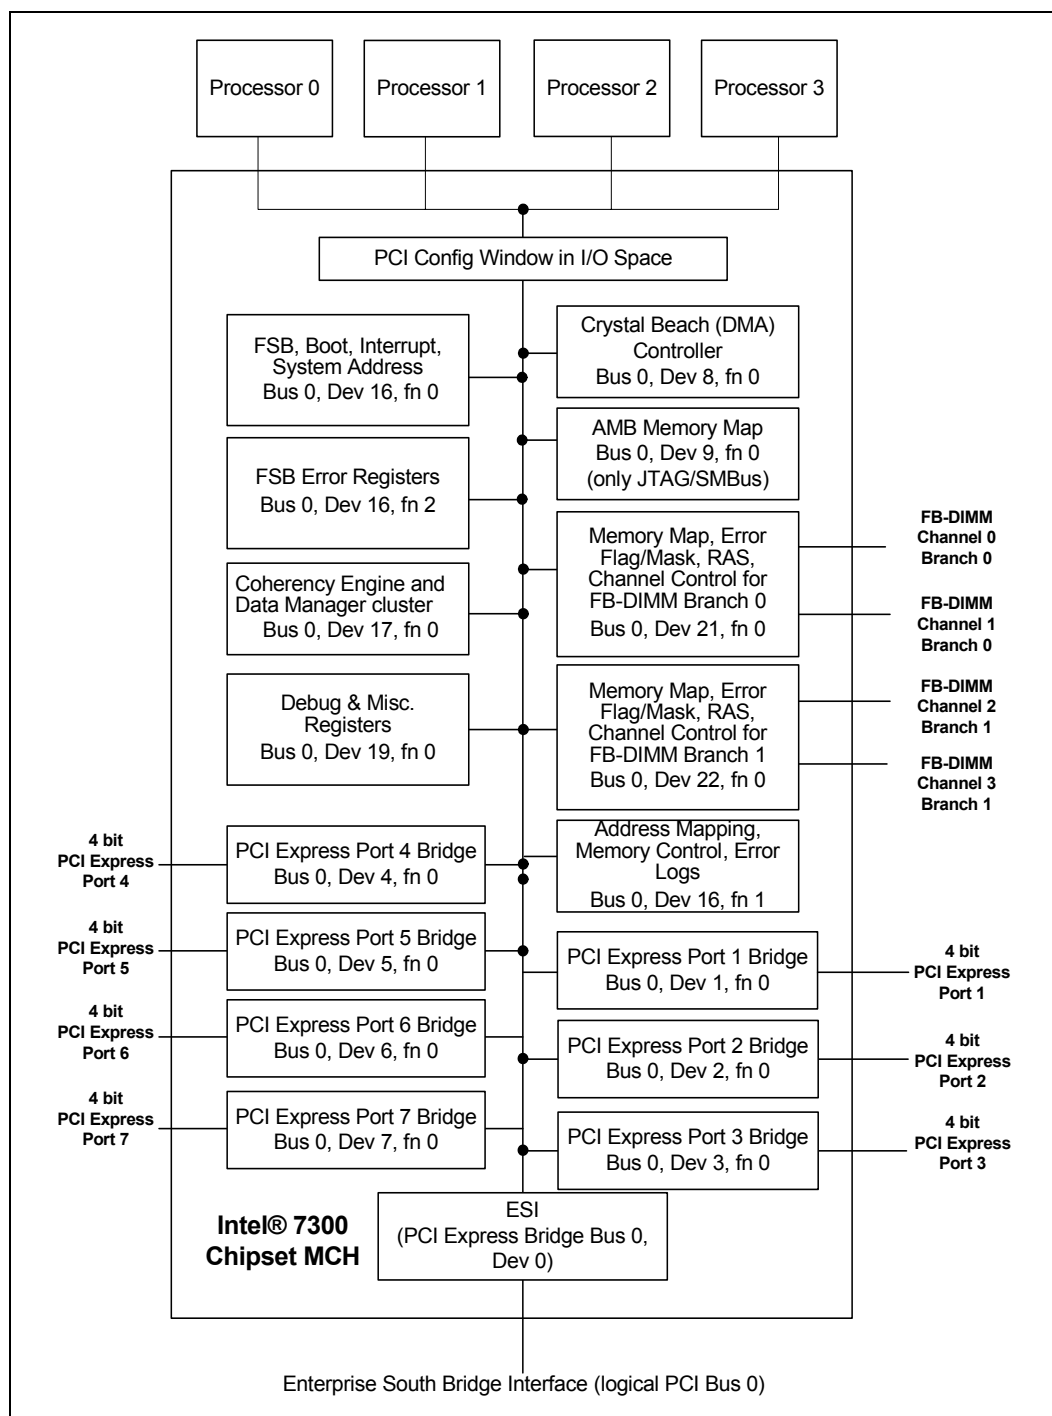 Processor 0
Processor 1
Processor 2
Processor 3
PCI Config Window in I/O Space
FSB, Boot, Interrupt,
System Address
Bus 0, Dev 16, fn 0
Crystal Beach (DMA)
Controller
Bus 0, Dev 8, fn 0
FSB Error Registers
Bus 0, Dev 16, fn 2
AMB Memory Map
Bus 0, Dev 9, fn 0
(only JTAG/SMBus)
Coherency Engine and
Data Manager cluster
Bus 0, Dev 17, fn 0
Memory Map, Error
Flag/Mask, RAS,
Channel Control for
FB-DIMM Branch 0
Bus 0, Dev 21, fn 0
FB-DIMM
Channel 0
Branch 0
FB-DIMM
Channel 1
Branch 0
Debug & Misc.
Registers
Bus 0, Dev 19, fn 0
Memory Map, Error
Flag/Mask, RAS,
Channel Control for
FB-DIMM Branch 1
Bus 0, Dev 22, fn 0
FB-DIMM
Channel 2
Branch 1
FB-DIMM
Channel 3
Branch 1
4 bit
PCI Express
Port 4
PCI Express Port 4 Bridge
Bus 0, Dev 4, fn 0
Address Mapping,
Memory Control, Error
Logs
Bus 0, Dev 16, fn 1
4 bit
PCI Express
Port 5
PCI Express Port 5 Bridge
Bus 0, Dev 5, fn 0
PCI Express Port 1 Bridge
Bus 0, Dev 1, fn 0
4 bit
PCI Express
Port 1
4 bit
PCI Express
Port 6
PCI Express Port 6 Bridge
Bus 0, Dev 6, fn 0
PCI Express Port 2 Bridge
Bus 0, Dev 2, fn 0
4 bit
PCI Express
Port 2
4 bit
PCI Express
Port 7
PCI Express Port 7 Bridge
Bus 0, Dev 7, fn 0
PCI Express Port 3 Bridge
Bus 0, Dev 3, fn 0
4 bit
PCI Express
Port 3
Intel® 7300
Chipset MCH
ESI
(PCI Express Bridge Bus 0,
Dev 0)
Enterprise South Bridge Interface (logical PCI Bus 0)